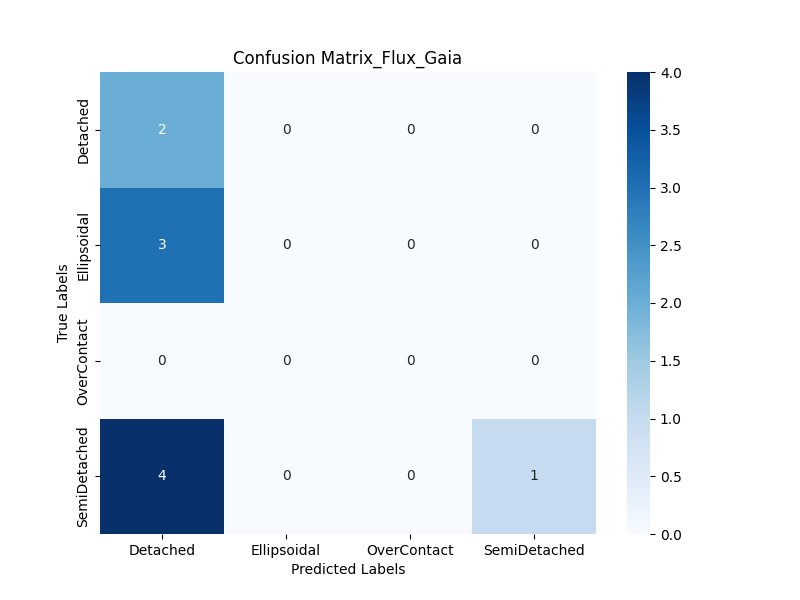 Confusion Matrix_Flux_Gaia
True Labels
Detached
2 0 0 0
Ellipsoidal
3 0 0 0
OverContact
0 0 0 0
SemiDetached
4 0 0 1
Detached Ellipsoidal OverContact SemiDetached
Predicted Labels
4.0
3.5
3.0
2.5
2.0
1.5
1.0
0.5
0.0